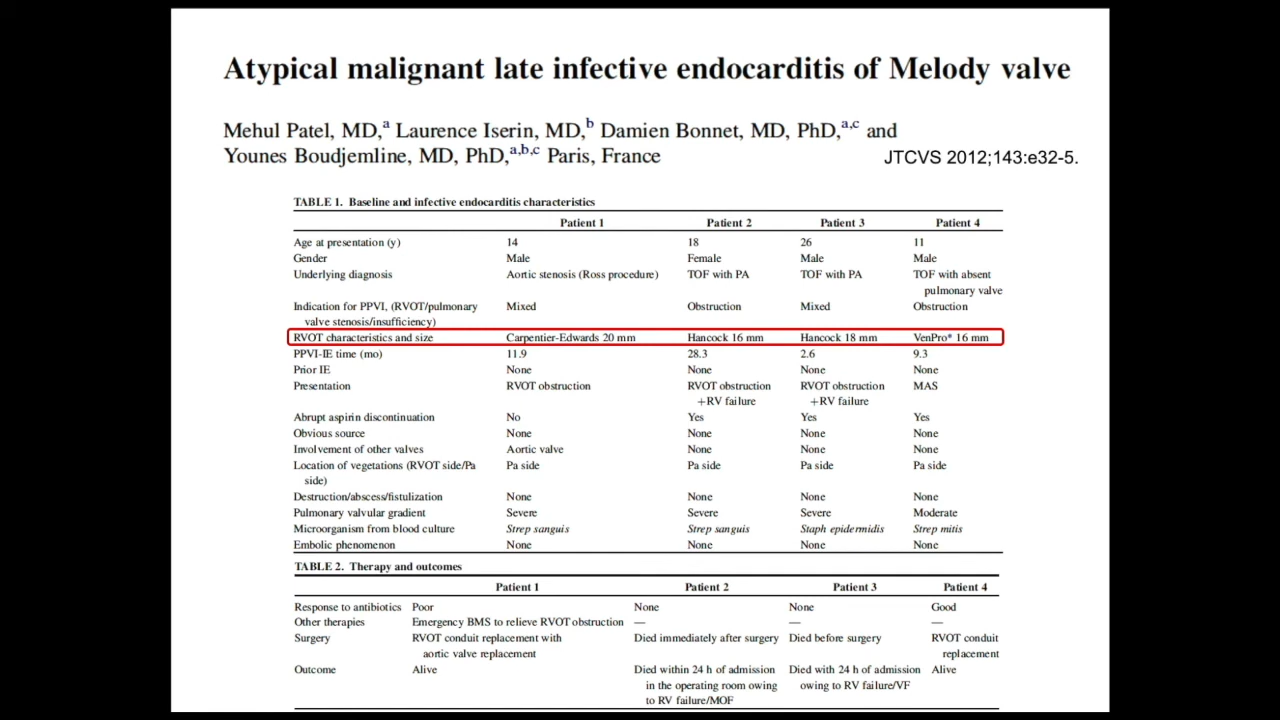 Atypical malignant late infective endocarditis of Melody valve
Mehul Patel, MD,a Laurence Iserin, MD,b Damien Bonnet, MD, PhD,a,c and
Younes Boudjemline, MD, PhD,a,b,c Paris, France
JTCVS 2012;143:e32-5.
TABLE 1. Baseline and infective endocarditis characteristics
Patient 1 Patient 2 Patient 3 Patient 4
Age at presentation (y) 14 18 26 11
Gender Male Female Male Male
Underlying diagnosis Aortic stenosis (Ross procedure) TOF with PA TOF with PA TOF with absent
pulmonary valve
Indication for PPVI, (RVOT/pulmonary Mixed Obstruction Mixed Obstruction
valve stenosis/insufficiency)
RVOT characteristics and size Carpentier-Edwards 20 mm Hancock 16 mm Hancock 18 mm VenPro* 16 mm
PPVI-IE time (mo) 11.9 28.3 2.6 9.3
Prior IE None None None None
Presentation RVOT obstruction RVOT obstruction RVOT obstruction MAS
+RV failure +RV failure
Abrupt aspirin discontinuation No Yes Yes Yes
Obvious source None None None None
Involvement of other valves Aortic valve None None None
Location of vegetations (RVOT side/Pa Pa side Pa side Pa side Pa side
side)
Destruction/abscess/fistulization None None None None
Pulmonary valvular gradient Severe Severe Severe Moderate
Microorganism from blood culture Strep sanguis Strep sanguis Staph epidermidis Strep mitis
Embolic phenomenon None None None None
TABLE 2. Therapy and outcomes
Patient 1 Patient 2 Patient 3 Patient 4
Response to antibiotics Poor None None Good
Other therapies Emergency BMS to relieve RVOT obstruction — — —
Surgery RVOT conduit replacement with Died immediately after surgery Died before surgery RVOT conduit
aortic valve replacement replacement
Outcome Alive Died within 24 h of admission Died with 24 h of admission Alive
in the operating room owing owing to RV failure/VF
to RV failure/MOF